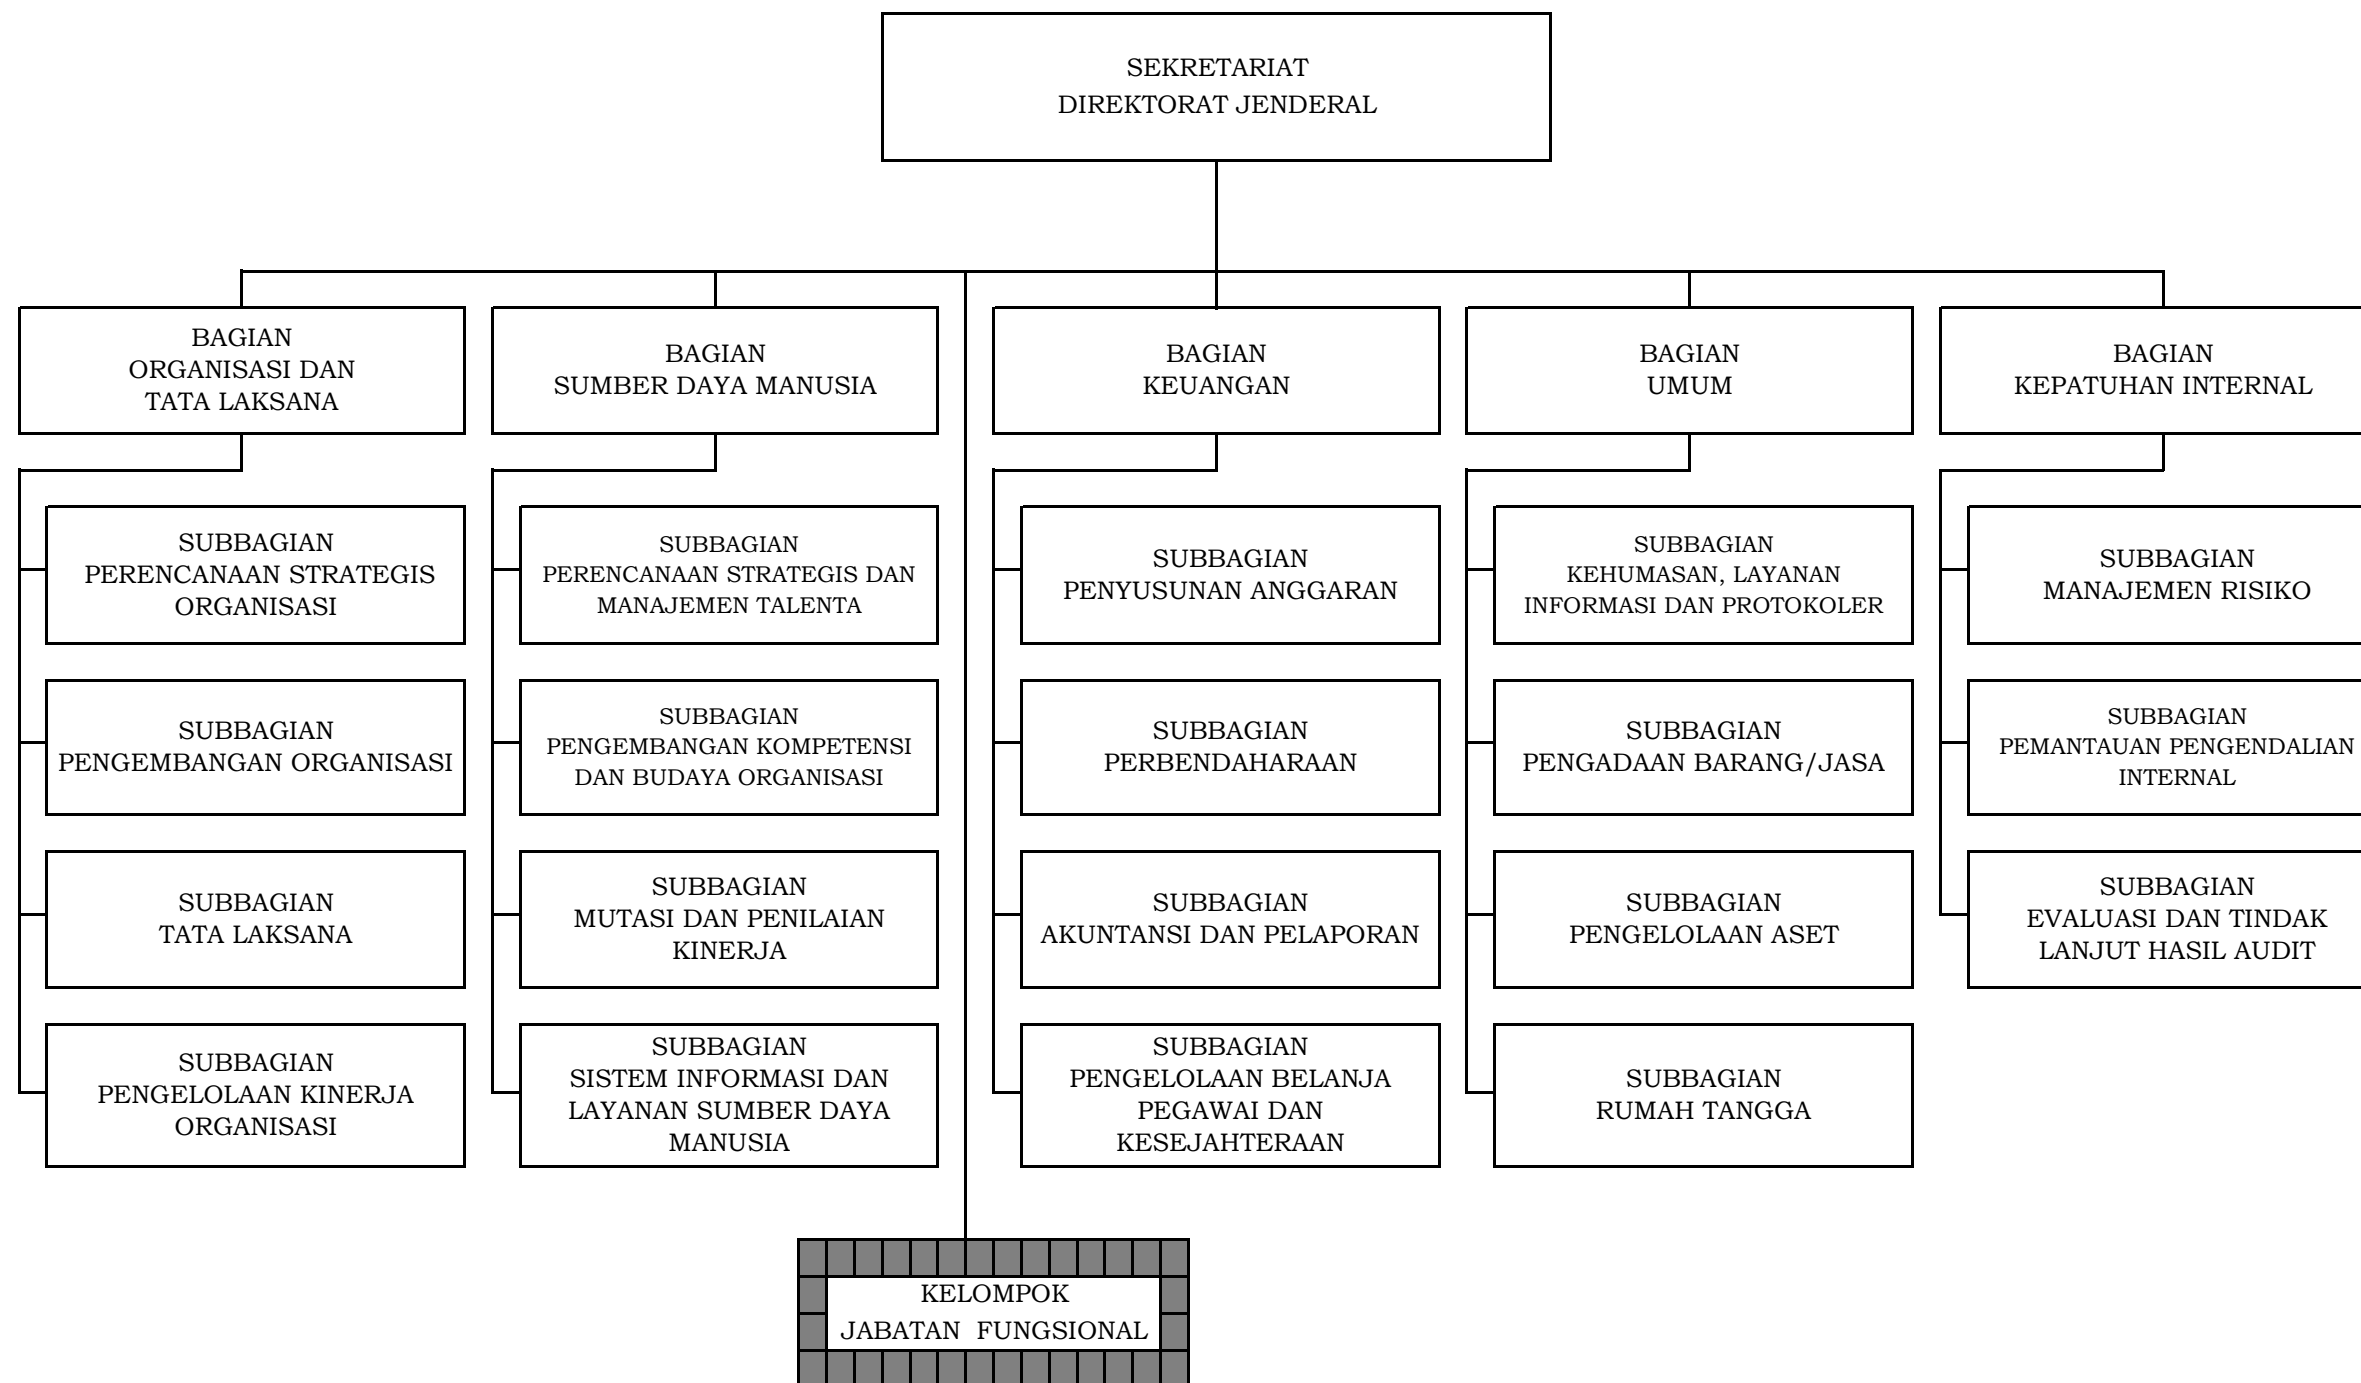 SEKRETARIAT
DIREKTORAT JENDERAL
BAGIAN
ORGANISASI DAN
TATA LAKSANA
BAGIAN
SUMBER DAYA MANUSIA
BAGIAN
KEUANGAN
BAGIAN
UMUM
BAGIAN
KEPATUHAN INTERNAL
SUBBAGIAN
PERENCANAAN STRATEGIS
ORGANISASI
SUBBAGIAN
PERENCANAAN STRATEGIS DAN
MANAJEMEN TALENTA
SUBBAGIAN
PENYUSUNAN ANGGARAN
SUBBAGIAN
KEHUMASAN, LAYANAN
INFORMASI DAN PROTOKOLER
SUBBAGIAN
MANAJEMEN RISIKO
SUBBAGIAN
PENGEMBANGAN ORGANISASI
SUBBAGIAN
PENGEMBANGAN KOMPETENSI
DAN BUDAYA ORGANISASI
SUBBAGIAN
PERBENDAHARAAN
SUBBAGIAN
PENGADAAN BARANG/JASA
SUBBAGIAN
PEMANTAUAN PENGENDALIAN
INTERNAL
SUBBAGIAN
TATA LAKSANA
SUBBAGIAN
MUTASI DAN PENILAIAN
KINERJA
SUBBAGIAN
AKUNTANSI DAN PELAPORAN
SUBBAGIAN
PENGELOLAAN ASET
SUBBAGIAN
EVALUASI DAN TINDAK
LANJUT HASIL AUDIT
SUBBAGIAN
PENGELOLAAN KINERJA
ORGANISASI
SUBBAGIAN
SISTEM INFORMASI DAN
LAYANAN SUMBER DAYA
MANUSIA
SUBBAGIAN
PENGELOLAAN BELANJA
PEGAWAI DAN
KESEJAHTERAAN
SUBBAGIAN
RUMAH TANGGA
KELOMPOK
JABATAN FUNGSIONAL